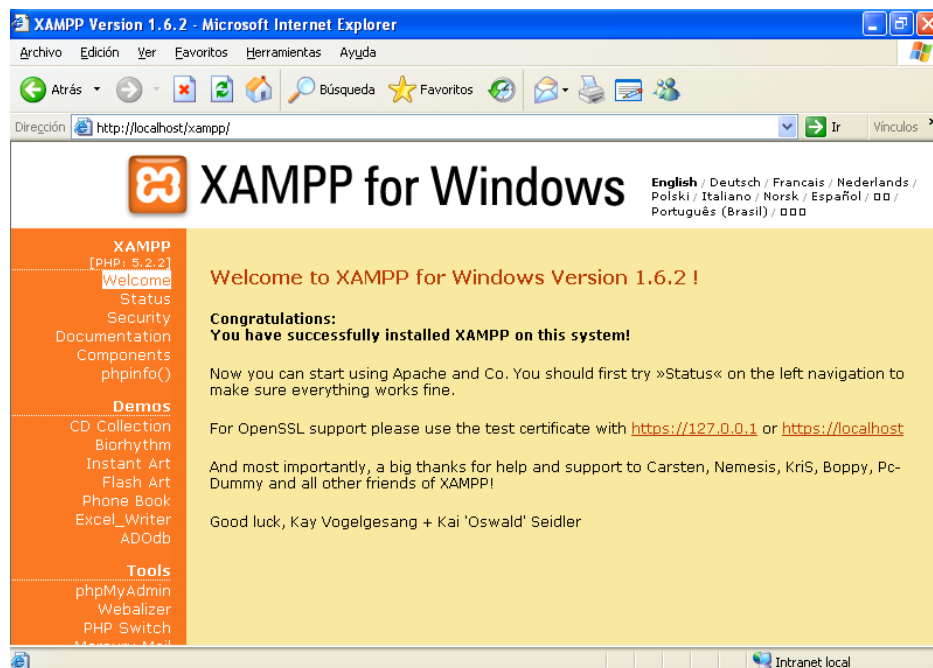 XAMPP Version 1.6.2 - Microsoft Internet Explorer
Archivo Edición Ver Favoritos Herramientas Ayuda
Atrás Búsqueda Favoritos
Dirección http://localhost/xampp/ Ir Vínculos
XAMPP for Windows
English / Deutsch / Francais / Nederlands /
Polski / Italiano / Norsk / Español / □□ /
Português (Brasil) / □□□
XAMPP
[PHP: 5.2.2]
Welcome
Status
Security
Documentation
Components
phpinfo()
Demos
CD Collection
Biorhythm
Instant Art
Flash Art
Phone Book
Excel_Writer
ADOdb
Tools
phpMyAdmin
Webalizer
PHP Switch
Mercury Mail
Welcome to XAMPP for Windows Version 1.6.2 !
Congratulations:
You have successfully installed XAMPP on this system!
Now you can start using Apache and Co. You should first try »Status« on the left navigation to
make sure everything works fine.
For OpenSSL support please use the test certificate with https://127.0.0.1 or https://localhost
And most importantly, a big thanks for help and support to Carsten, Nemesis, KriS, Boppy, Pc-
Dummy and all other friends of XAMPP!
Good luck, Kay Vogelgesang + Kai 'Oswald' Seidler
Intranet local